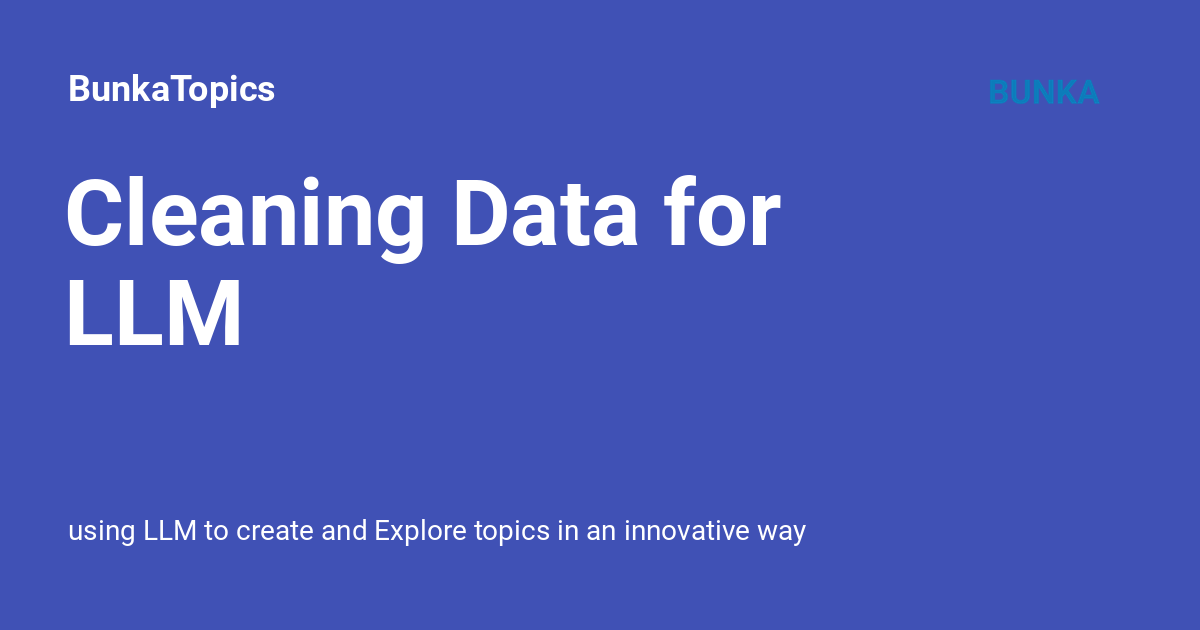 BunkaTopics
BUNKA
Cleaning Data for
LLM
using LLM to create and Explore topics in an innovative way